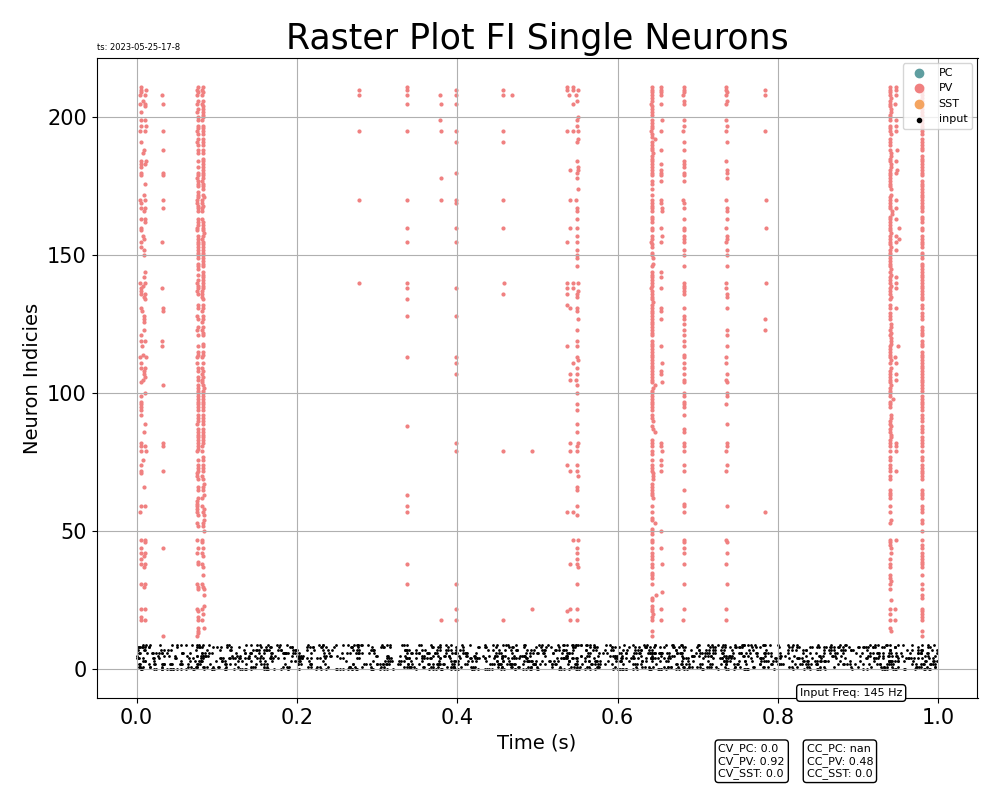 Raster Plot FI Single Neurons
ts: 2023-05-25-17-8
PC
PV
SST
input
200
150
100
50
0
Neuron Indicies
0.0 0.2 0.4 0.6 0.8 1.0
Time (s)
Input Freq: 145 Hz
CV_PC: 0.0
CV_PV: 0.92
CV_SST: 0.0
CC_PC: nan
CC_PV: 0.48
CC_SST: 0.0